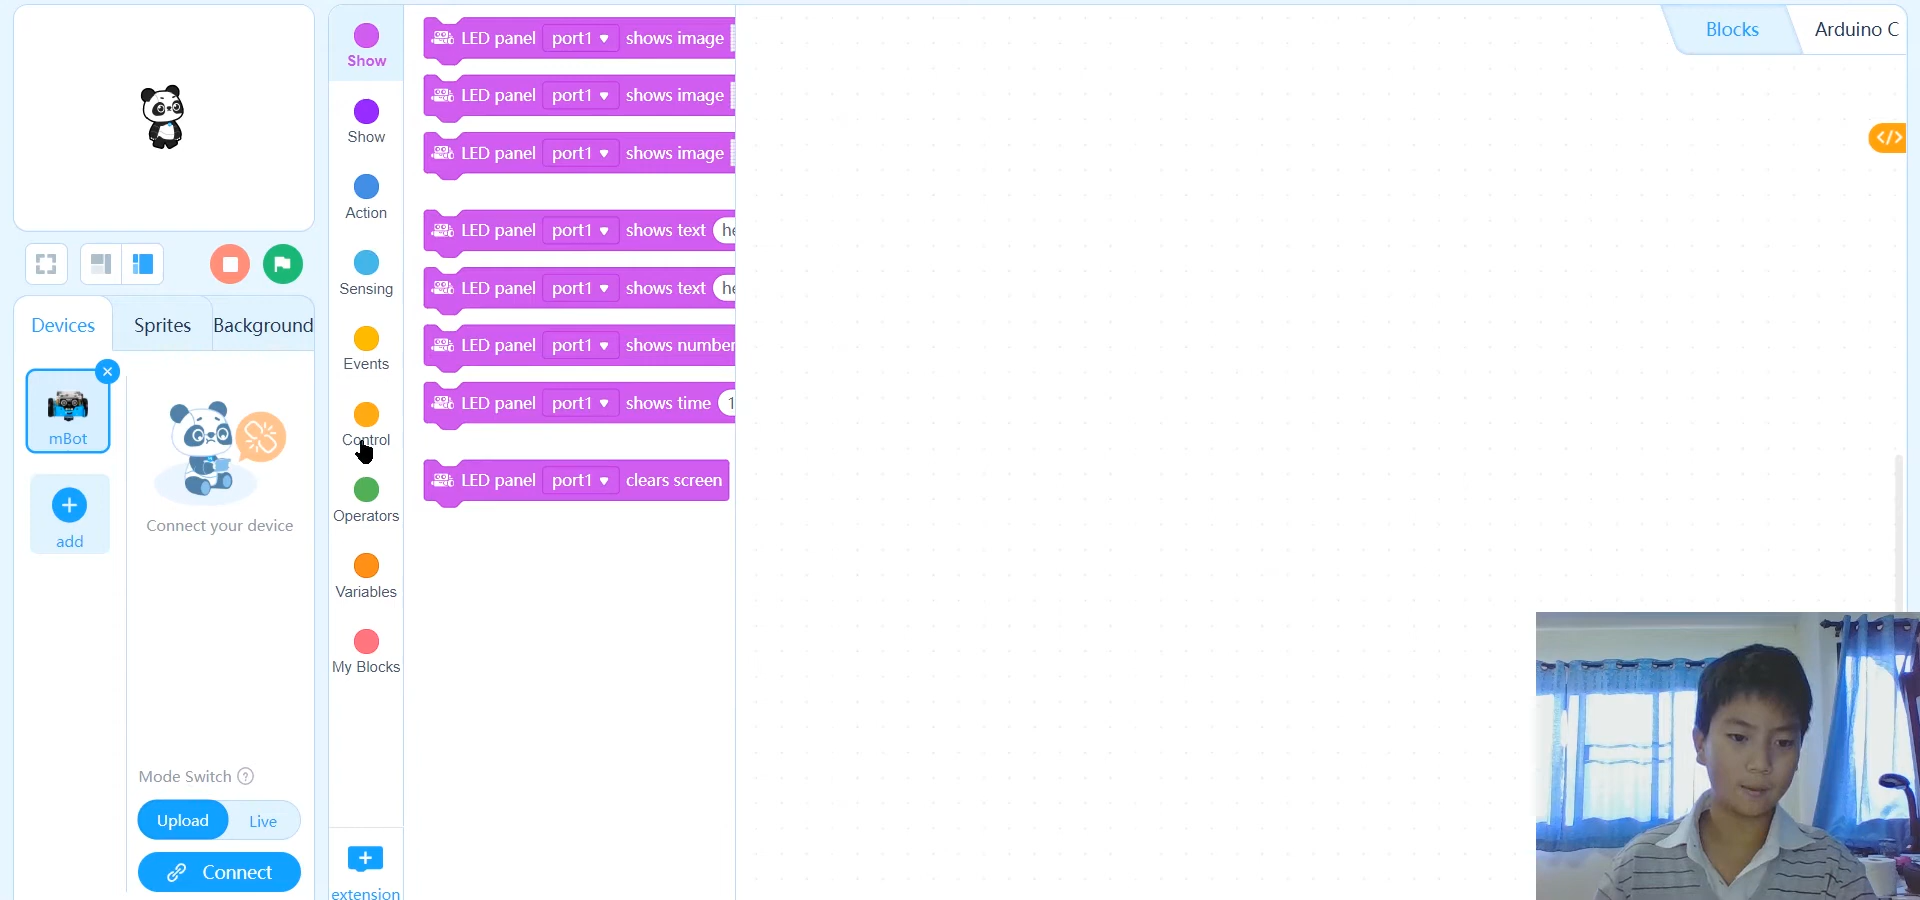 Show
Show
Action
Sensing
Events
Control
Operators
Variables
My Blocks
extension
LED panel port1 shows image
LED panel port1 shows image
LED panel port1 shows image
LED panel port1 shows text he
LED panel port1 shows text he
LED panel port1 shows number
LED panel port1 shows time 1
LED panel port1 clears screen
Blocks
Arduino C
</>
Devices
Sprites
Background
mBot
add
Connect your device
Mode Switch ?
Upload
Live
Connect